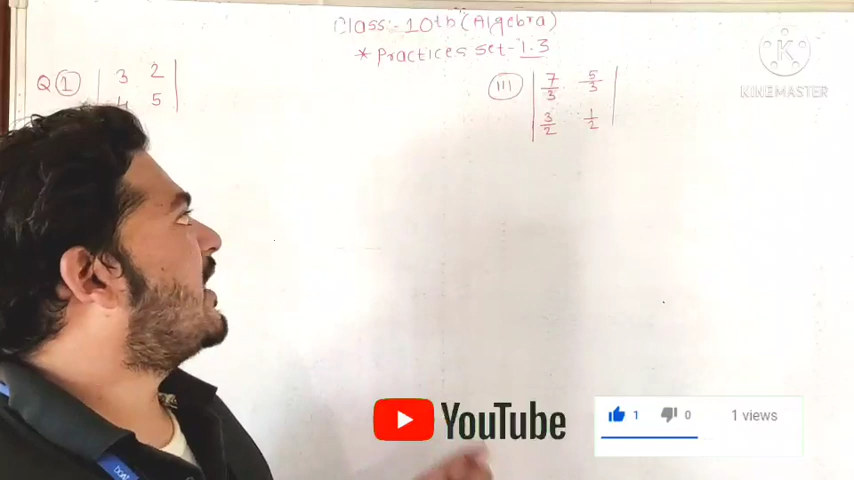 Class:- 10th (Algebra)
* Practices set- 1.3
Q 1 | 3 2 |
| 4 5 |
III | 7/3 5/3 |
| 3/2 1/2 |
K
KINEMASTER
YouTube
1 0 1 views
boat